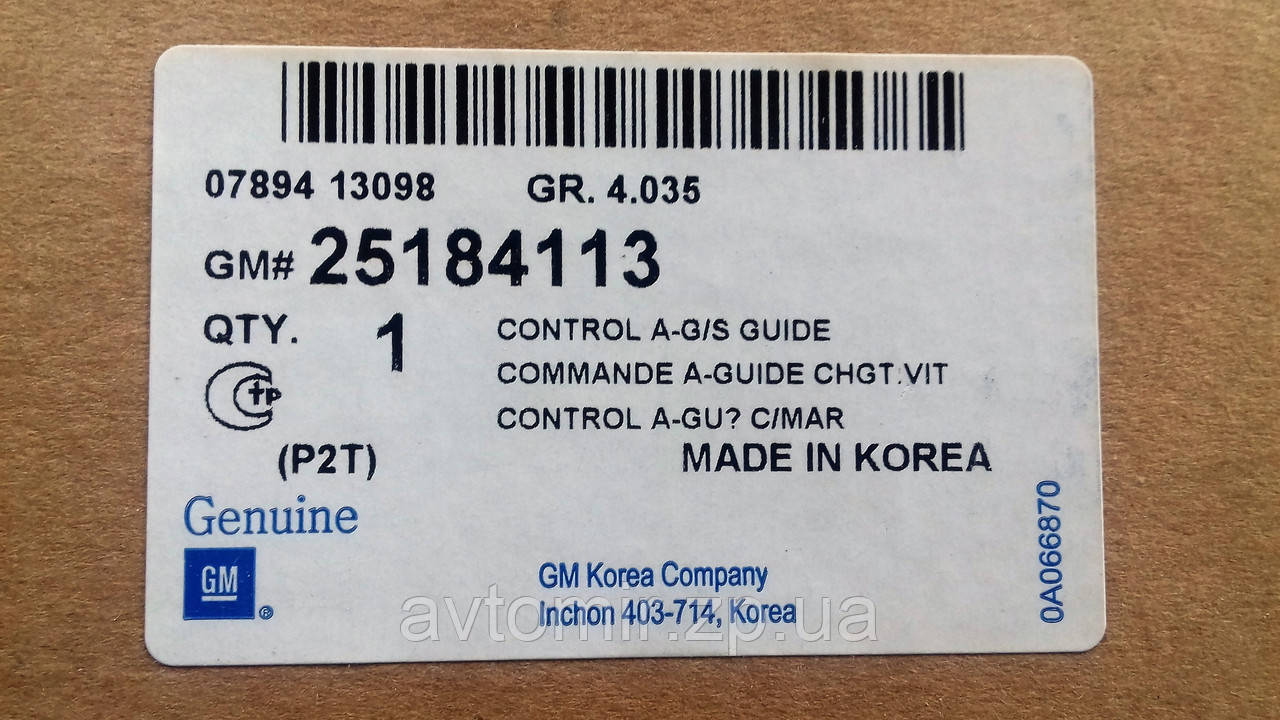 07894 13098 GR. 4.035
GM# 25184113
QTY. 1
CONTROL A-G/S GUIDE
COMMANDE A-GUIDE CHGT.VIT
CONTROL A-GU? C/MAR
(P2T)
MADE IN KOREA
Genuine
GM ®
GM Korea Company
Inchon 403-714, Korea
0A066870
avtomir.zp.ua